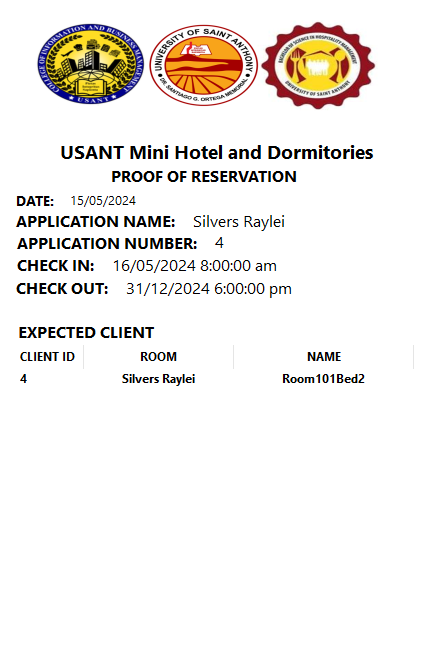 COLLEGE OF INFORMATION AND BUSINESS MANAGEMENT
USANT
UNIVERSITY OF SAINT ANTHONY
DR. SANTIAGO G. ORTEGA MEMORIAL
BACHELOR OF SCIENCE IN HOSPITALITY MANAGEMENT
UNIVERSITY OF SAINT ANTHONY
USANT Mini Hotel and Dormitories
PROOF OF RESERVATION
DATE: 15/05/2024
APPLICATION NAME: Silvers Raylei
APPLICATION NUMBER: 4
CHECK IN: 16/05/2024 8:00:00 am
CHECK OUT: 31/12/2024 6:00:00 pm
EXPECTED CLIENT
CLIENT ID ROOM NAME
4 Silvers Raylei Room101Bed2